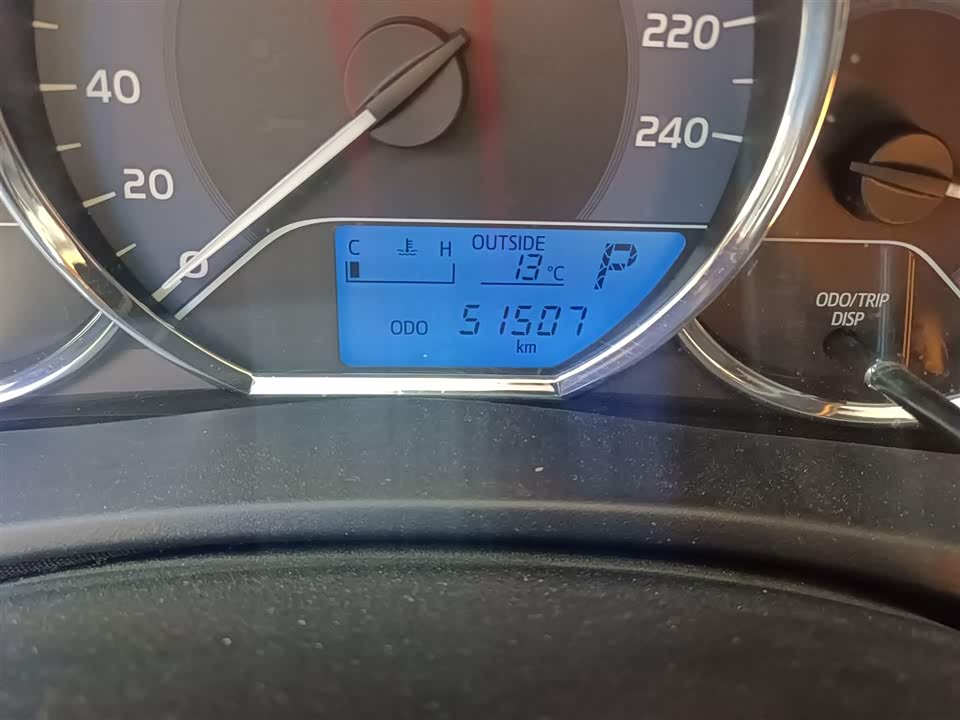 220
40
240
20
0
C H OUTSIDE
13 °C
P
ODO 51507
km
ODO/TRIP
DISP